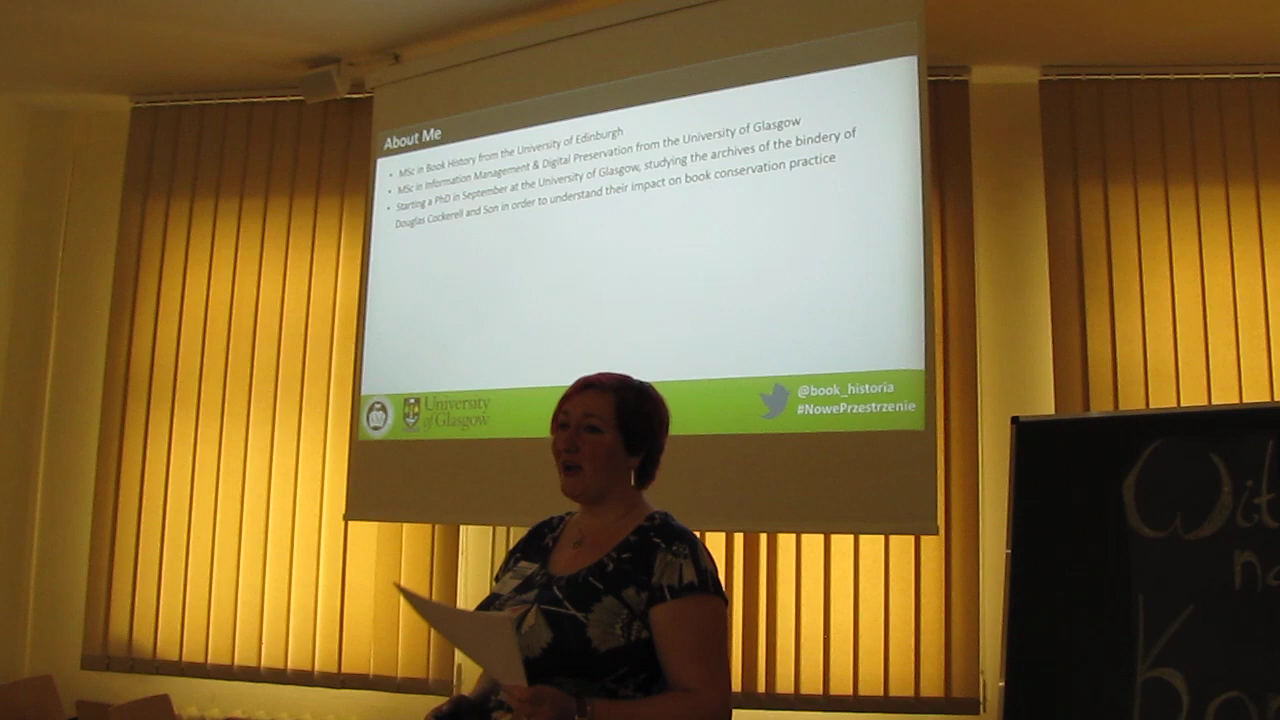 About Me
• MSc in Book History from the University of Edinburgh
• MSc in Information Management & Digital Preservation from the University of Glasgow
• Starting a PhD in September at the University of Glasgow, studying the archives of the bindery of
Douglas Cockerell and Son in order to understand their impact on book conservation practice
University
of Glasgow
@book_historia
#NowePrzestrzenie
Wit
na
Kon